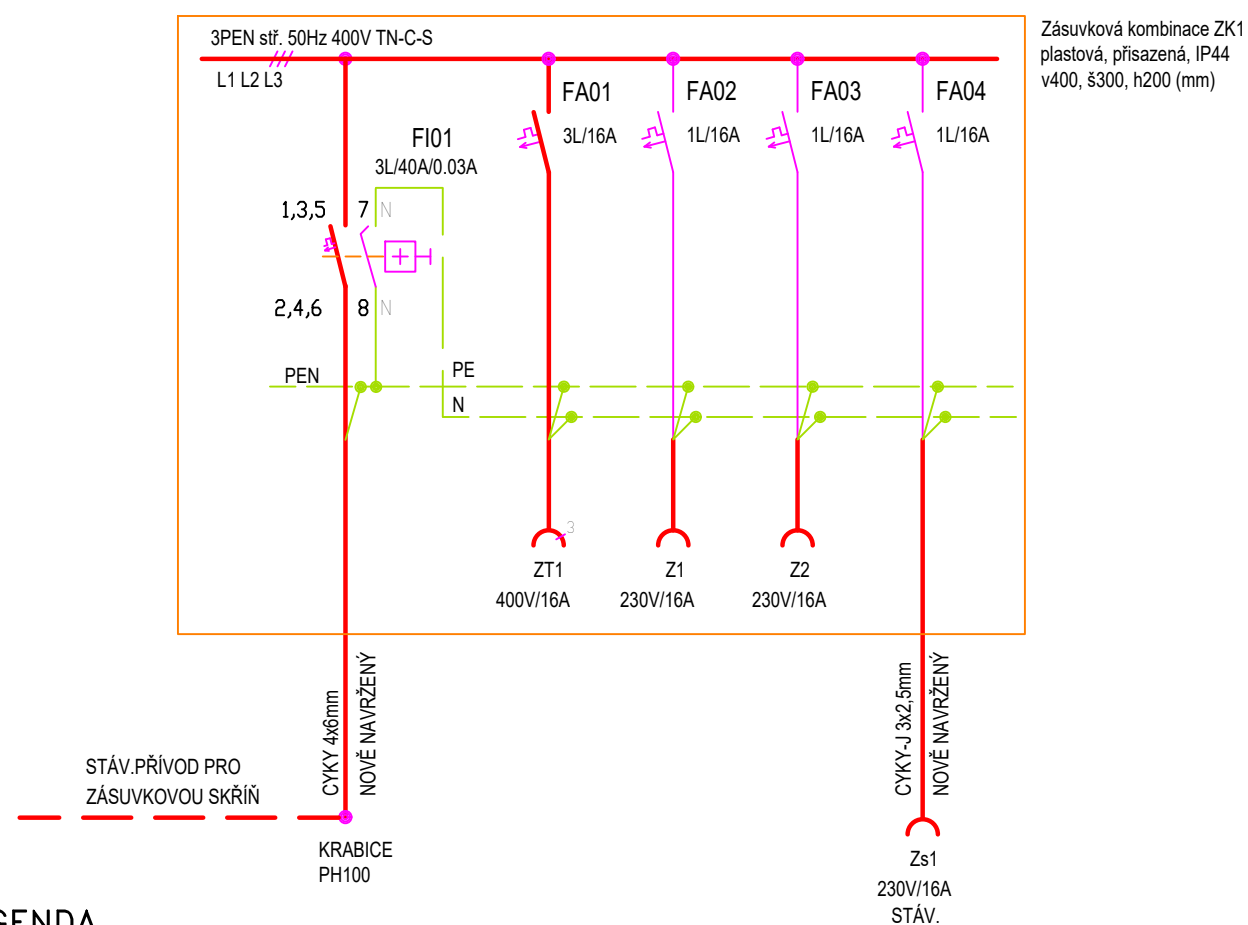 3PEN stř. 50Hz 400V TN-C-S
L1 L2 L3
Zásuvková kombinace ZK1
plastová, přisazená, IP44
v400, š300, h200 (mm)
FI01
3L/40A/0.03A
FA01
3L/16A
FA02
1L/16A
FA03
1L/16A
FA04
1L/16A
1,3,5
7
N
2,4,6
8
N
PEN
PE
N
3
ZT1
400V/16A
Z1
230V/16A
Z2
230V/16A
CYKY 4x6mm
NOVĚ NAVRŽENÝ
CYKY-J 3x2,5mm
NOVĚ NAVRŽENÝ
STÁV.PŘÍVOD PRO
ZÁSUVKOVOU SKŘÍŇ
KRABICE
PH100
Zs1
230V/16A
STÁV.
GENDA